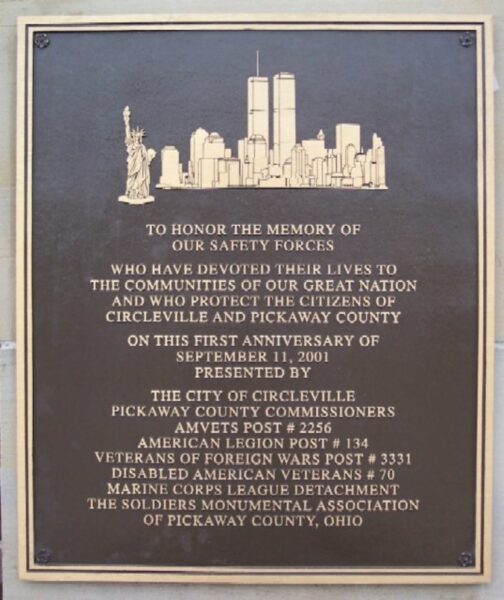 TO HONOR THE MEMORY OF
OUR SAFETY FORCES
WHO HAVE DEVOTED THEIR LIVES TO
THE COMMUNITIES OF OUR GREAT NATION
AND WHO PROTECT THE CITIZENS OF
CIRCLEVILLE AND PICKAWAY COUNTY
ON THIS FIRST ANNIVERSARY OF
SEPTEMBER 11, 2001
PRESENTED BY
THE CITY OF CIRCLEVILLE
PICKAWAY COUNTY COMMISSIONERS
AMVETS POST # 2256
AMERICAN LEGION POST # 134
VETERANS OF FOREIGN WARS POST # 3331
DISABLED AMERICAN VETERANS # 70
MARINE CORPS LEAGUE DETACHMENT
THE SOLDIERS MONUMENTAL ASSOCIATION
OF PICKAWAY COUNTY, OHIO